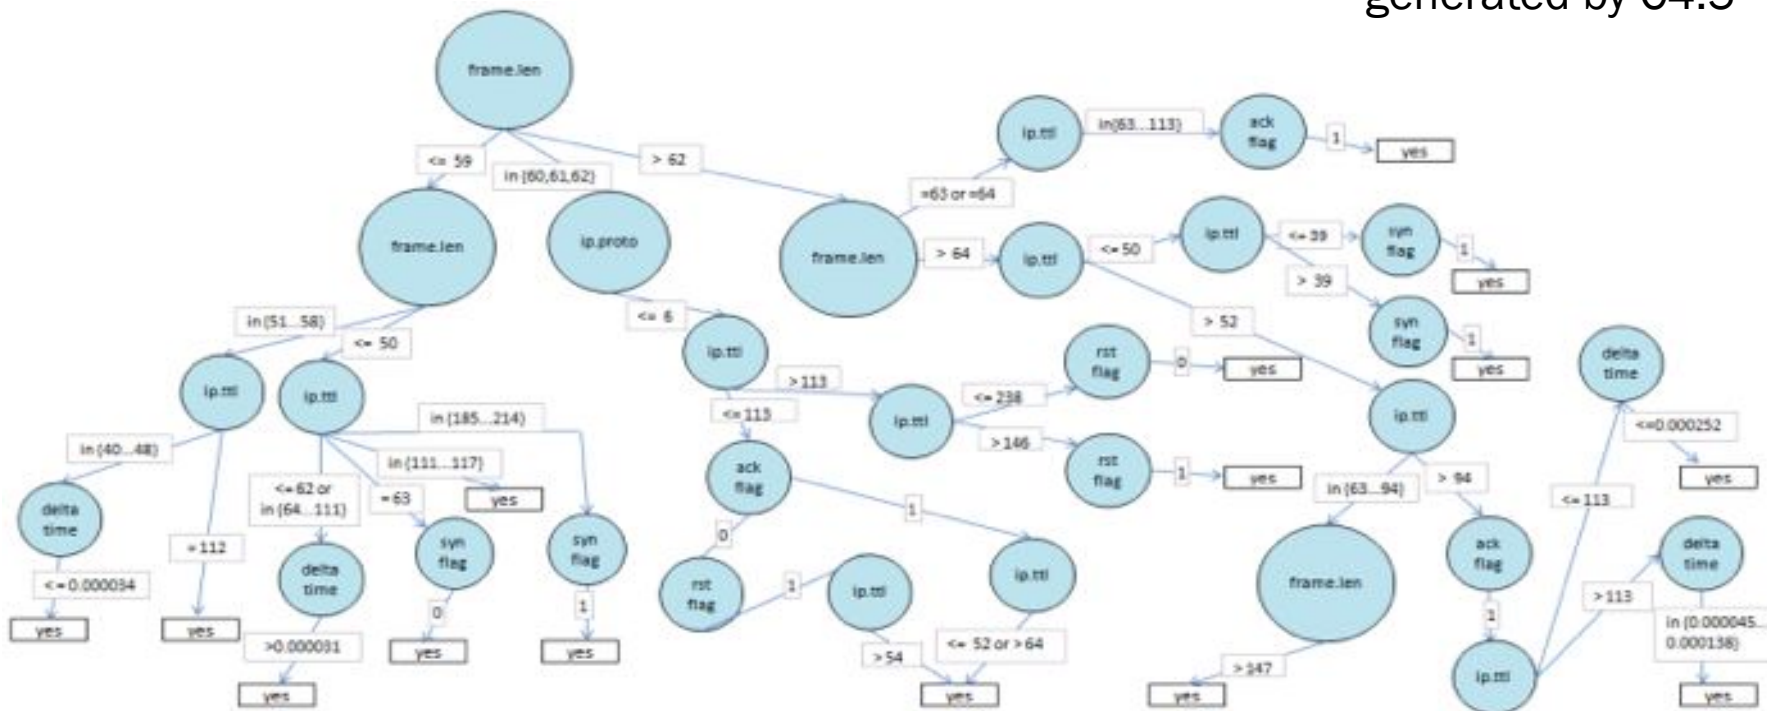 generated by C4.5
frame.len
<= 59
in {60,61,62}
> 62
frame.len
ip.proto
frame.len
=63 or =64
ip.ttl
in{63...113}
ack
flag
1
yes
> 64
ip.ttl
<= 50
ip.ttl
<= 39
syn
flag
1
yes
> 39
syn
flag
1
yes
> 52
ip.ttl
in {51...58}
<= 50
ip.ttl
ip.ttl
in {40...48}
delta
time
<= 0.000034
yes
= 112
yes
<= 62 or
in {64...111}
delta
time
>0.000031
yes
= 63
syn
flag
0
yes
in {111...117}
yes
in {185...214}
syn
flag
1
yes
<= 6
ip.ttl
> 113
ip.ttl
<= 238
rst
flag
0
yes
> 146
rst
flag
1
yes
<= 113
ack
flag
0
rst
flag
1
ip.ttl
> 54
1
ip.ttl
<= 52 or > 64
yes
in {63...94}
frame.len
> 147
yes
> 94
ack
flag
1
ip.ttl
<= 113
delta
time
<=0.000252
yes
> 113
delta
time
in {0.000045...
0.000138}
yes